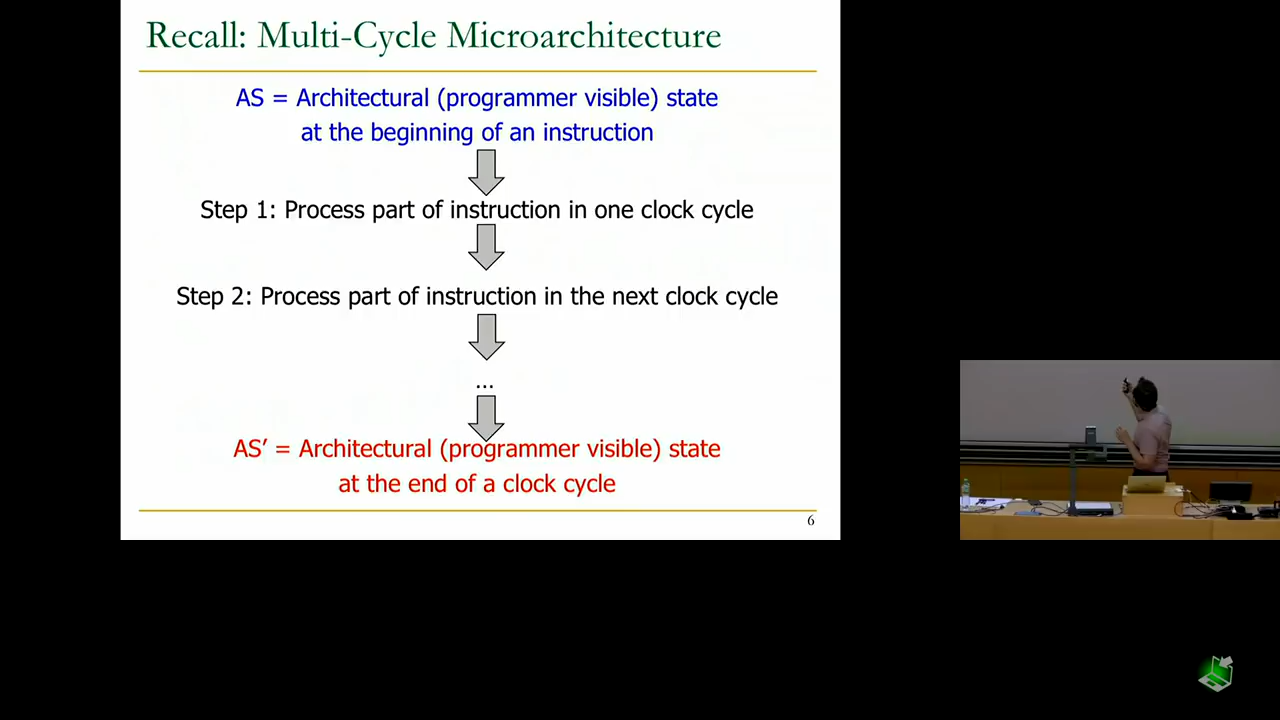 Recall: Multi-Cycle Microarchitecture
AS = Architectural (programmer visible) state
at the beginning of an instruction
Step 1: Process part of instruction in one clock cycle
Step 2: Process part of instruction in the next clock cycle
...
AS’ = Architectural (programmer visible) state
at the end of a clock cycle
6